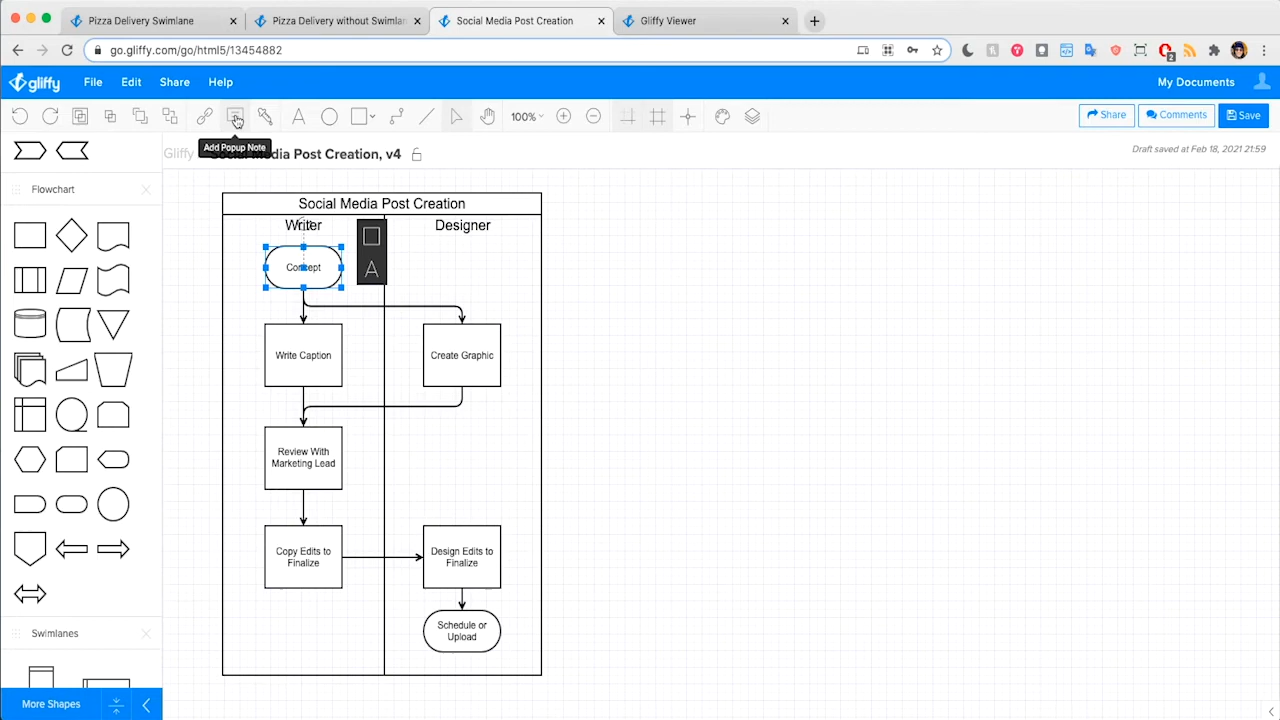 Pizza Delivery Swimlane
Pizza Delivery without Swimlan
Social Media Post Creation
Gliffy Viewer
go.gliffy.com/go/html5/13454882
2
gliffy
File
Edit
Share
Help
My Documents
A
100%
Share
Comments
Save
Add Popup Note
Gliffy
Social Media Post Creation, v4
Draft saved at Feb 18, 2021 21:59
Flowchart
Social Media Post Creation
Writer
Designer
A
Concept
Write Caption
Create Graphic
Review With
Marketing Lead
Copy Edits to
Finalize
Design Edits to
Finalize
Schedule or
Upload
Swimlanes
More Shapes